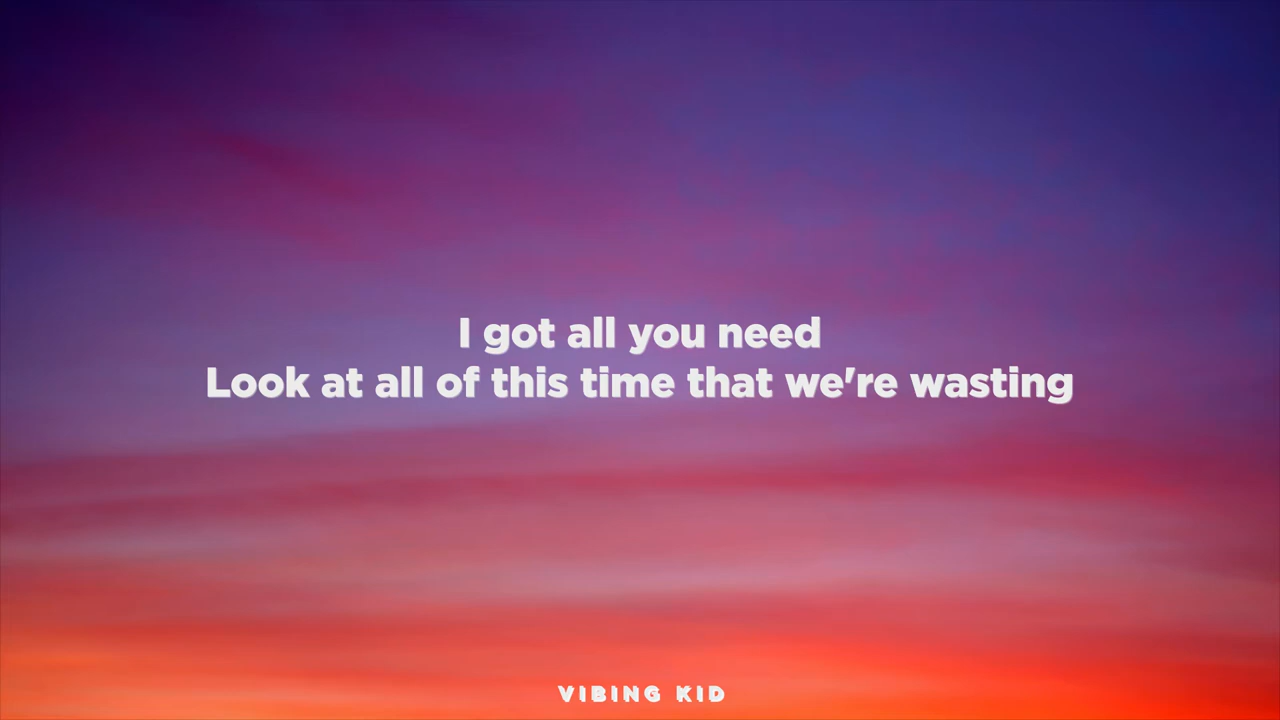 I got all you need
Look at all of this time that we're wasting
VIBING KID